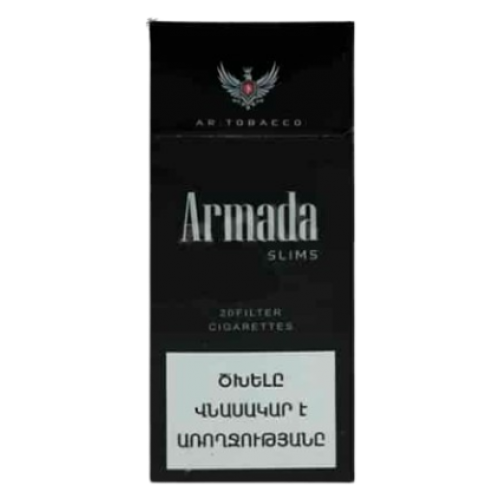 AR.TOBACCO
Armada
SLIMS
20FILTER
CIGARETTES
ԾԽԵԼԸ
ՎՆԱՍԱԿԱՐ է
ԱՌՈՂՋՈՒԹՅԱՆԸ